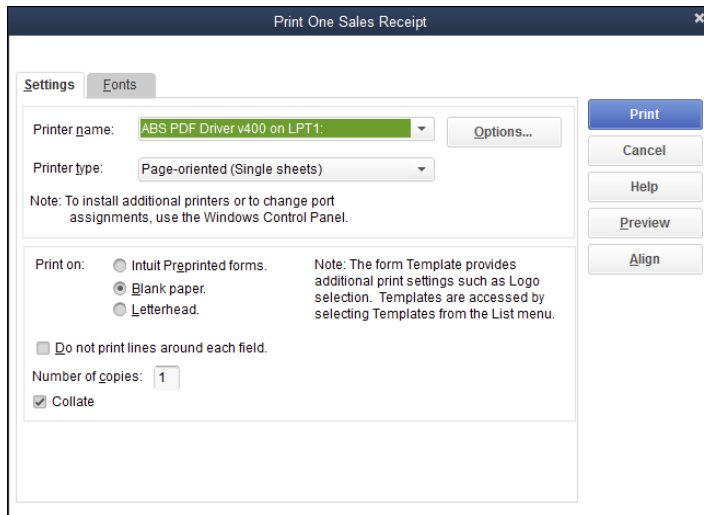 Print One Sales Receipt
Settings
Fonts
Printer name:
ABS PDF Driver v400 on LPT1:
Options...
Printer type:
Page-oriented (Single sheets)
Note: To install additional printers or to change port
assignments, use the Windows Control Panel.
Print on:
Intuit Preprinted forms.
Blank paper.
Letterhead.
Note: The form Template provides
additional print settings such as Logo
selection. Templates are accessed by
selecting Templates from the List menu.
Do not print lines around each field.
Number of copies:
1
Collate
Print
Cancel
Help
Preview
Align